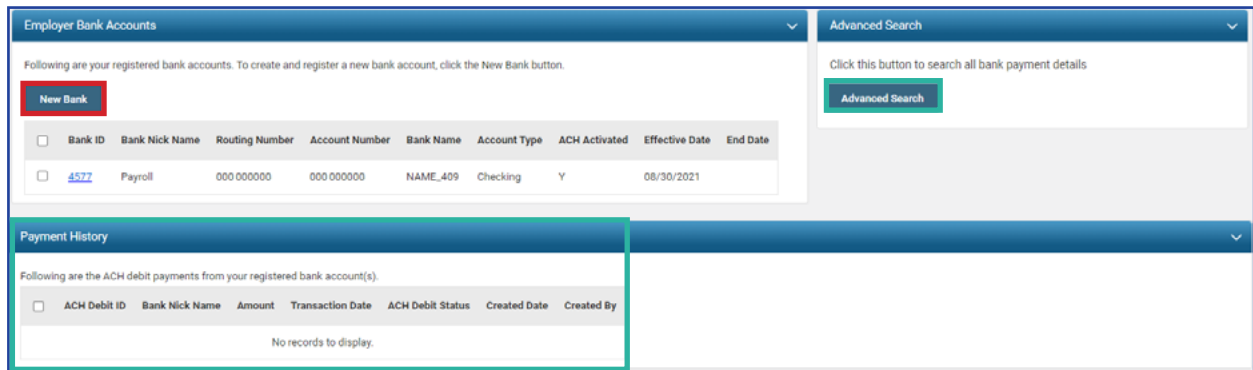 Employer Bank Accounts
Following are your registered bank accounts. To create and register a new bank account, click the New Bank button.
New Bank
Bank ID Bank Nick Name Routing Number Account Number Bank Name Account Type ACH Activated Effective Date End Date
4577 Payroll 000 000000 000 000000 NAME_409 Checking Y 08/30/2021
Advanced Search
Click this button to search all bank payment details
Advanced Search
Payment History
Following are the ACH debit payments from your registered bank account(s).
ACH Debit ID Bank Nick Name Amount Transaction Date ACH Debit Status Created Date Created By
No records to display.